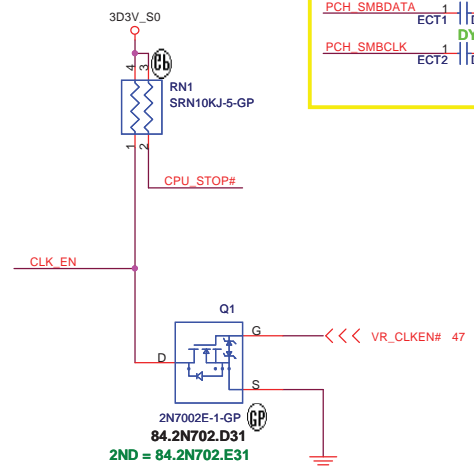 PCH_SMBDATA 1
ECT1
DY
PCH_SMBCLK 1
ECT2
3D3V_S0
4 3
RN1
SRN10KJ-5-GP
1 2
CPU_STOP#
CLK_EN
Q1
G
VR_CLKEN# 47
D
S
2N7002E-1-GP GP
84.2N702.D31
2ND = 84.2N702.E31